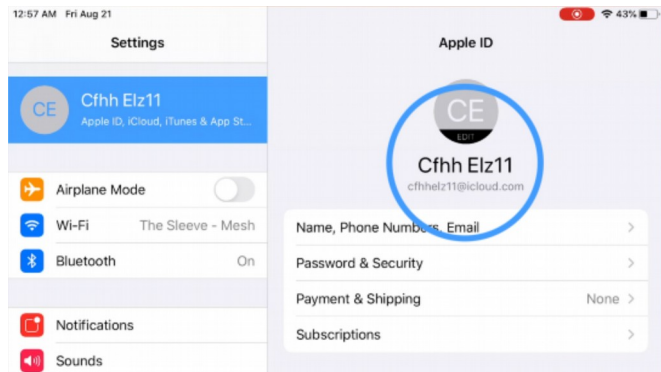 12:57 AM Fri Aug 21
43%
Settings
CE
Cfhh Elz11
Apple ID, iCloud, iTunes & App St...
Airplane Mode
Wi-Fi The Sleeve - Mesh
Bluetooth On
Notifications
Sounds
Apple ID
CE
EDIT
Cfhh Elz11
cfhhelz11@icloud.com
Name, Phone Numbers, Email
Password & Security
Payment & Shipping None
Subscriptions